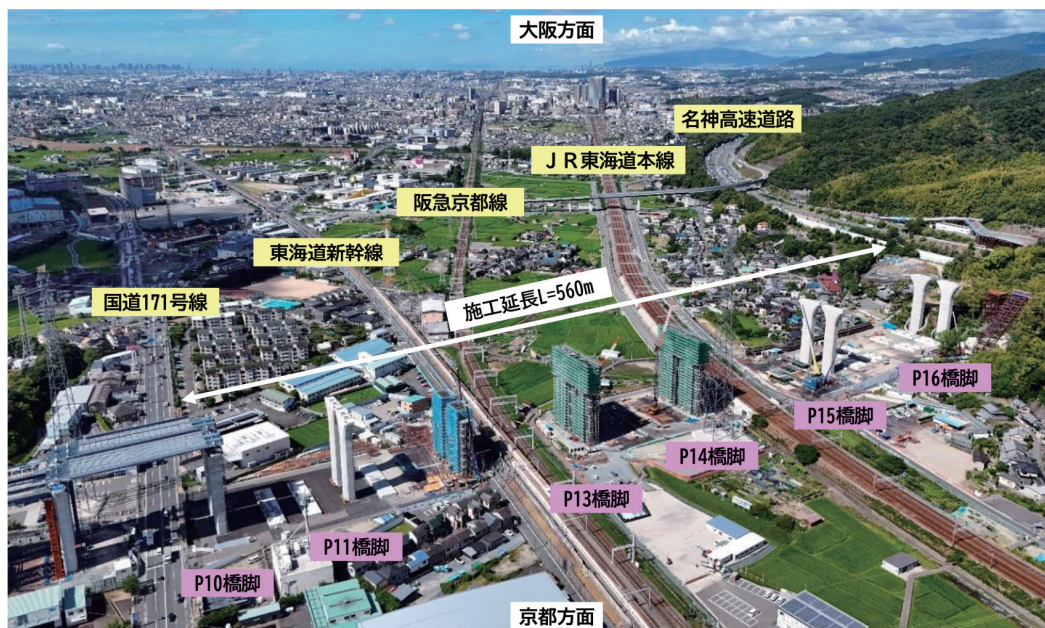 大阪方面
名神高速道路
ＪＲ東海道本線
阪急京都線
東海道新幹線
国道171号線
施工延長L=560m
P16橋脚
P15橋脚
P14橋脚
P13橋脚
P11橋脚
P10橋脚
京都方面